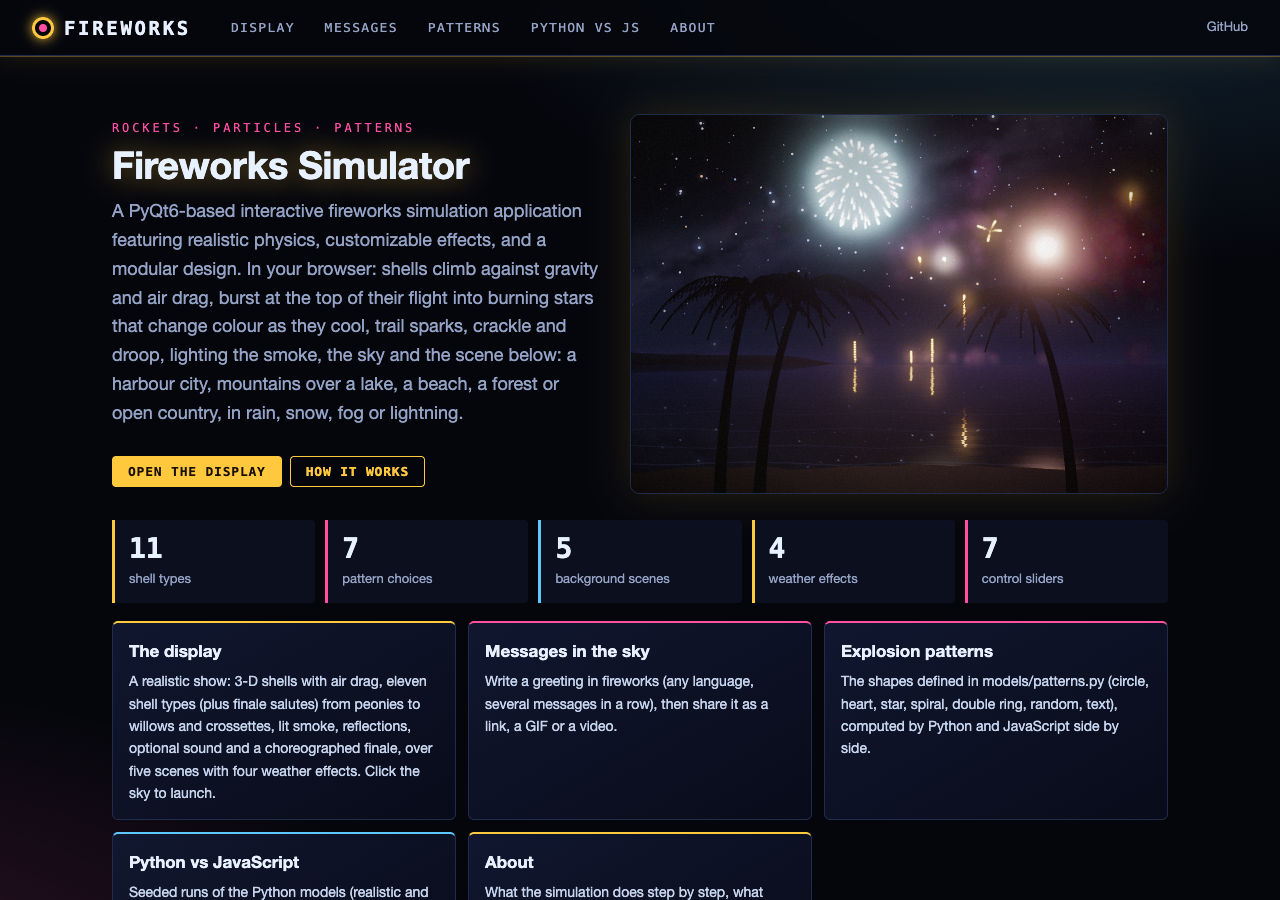 FIREWORKS
DISPLAY
MESSAGES
PATTERNS
PYTHON VS JS
ABOUT
GitHub
ROCKETS · PARTICLES · PATTERNS
Fireworks Simulator
A PyQt6-based interactive fireworks simulation application
featuring realistic physics, customizable effects, and a
modular design. In your browser: shells climb against gravity
and air drag, burst at the top of their flight into burning stars
that change colour as they cool, trail sparks, crackle and
droop, lighting the smoke, the sky and the scene below: a
harbour city, mountains over a lake, a beach, a forest or
open country, in rain, snow, fog or lightning.
OPEN THE DISPLAY
HOW IT WORKS
11
shell types
7
pattern choices
5
background scenes
4
weather effects
7
control sliders
The display
A realistic show: 3-D shells with air drag, eleven
shell types (plus finale salutes) from peonies to
willows and crossettes, lit smoke, reflections,
optional sound and a choreographed finale, over
five scenes with four weather effects. Click the
sky to launch.
Messages in the sky
Write a greeting in fireworks (any language,
several messages in a row), then share it as a
link, a GIF or a video.
Explosion patterns
The shapes defined in models/patterns.py (circle,
heart, star, spiral, double ring, random, text),
computed by Python and JavaScript side by
side.
Python vs JavaScript
Seeded runs of the Python models (realistic and
About
What the simulation does step by step, what